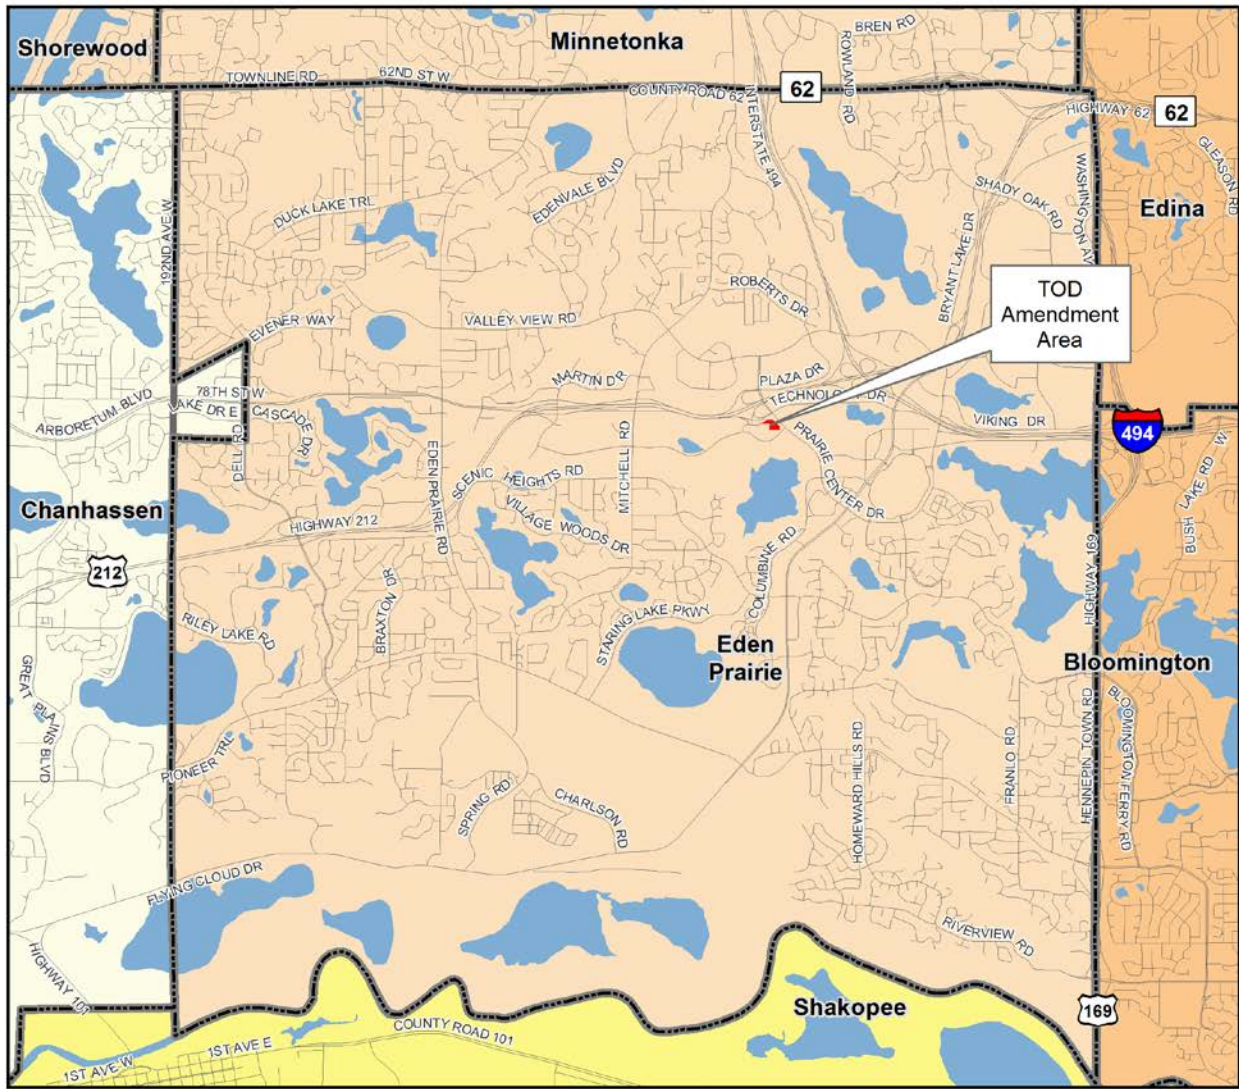 BREN RD
Shorewood
Minnetonka
ROWLAND RD
TOWNLINE RD
62ND ST W
COUNTY ROAD 62
62
INTERSTATE 494
HIGHWAY 62
62
GLEASON RD
WASHINGTON AV
SHADY OAK RD
EDENVALE BLVD
DUCK LAKE TRL
192ND AVE W
Edina
BRYANT LAKE DR
ROBERTS DR
TOD
Amendment
Area
EVENER WAY
VALLEY VIEW RD
MARTIN DR
PLAZA DR
TECHNOLOGY DR
78TH ST W
LAKE DR E
CASCADE DR
ARBORETUM BLVD
VIKING DR
494
DELL RD
EDEN PRAIRIE RD
SCENIC HEIGHTS RD
MITCHELL RD
PRAIRIE CENTER DR
BUSH LAKE RD W
Chanhassen
HIGHWAY 212
VILLAGE WOODS DR
COLUMBINE RD
HIGHWAY 169
212
BRAXTON DR
RILEY LAKE RD
STARING LAKE PKWY
Eden
Prairie
Bloomington
GREAT PLAINS BLVD
PIONEER TRL
HOMEWARD HILLS RD
FRANLO RD
HENNEPIN TOWN RD
BLOOMINGTON FERRY RD
SPRING RD
CHARLSON RD
FLYING CLOUD DR
RIVERVIEW RD
HIGHWAY 101
Shakopee
169
COUNTY ROAD 101
1ST AVE E
1ST AVE W